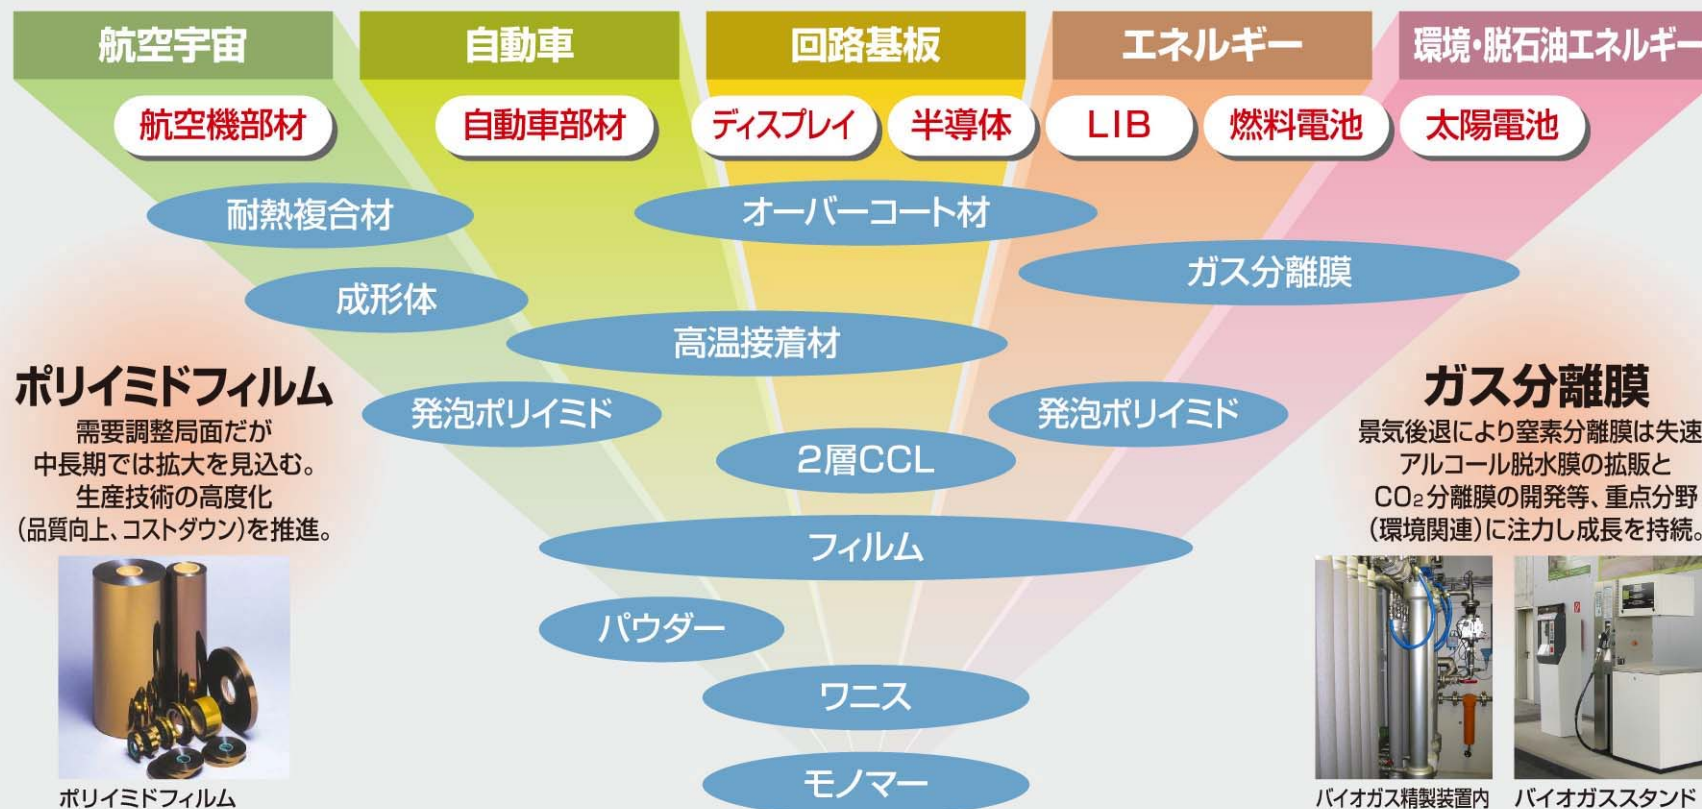 航空宇宙
自動車
回路基板
エネルギー
環境・脱石油エネルギー
航空機部材
自動車部材
ディスプレイ
半導体
LIB
燃料電池
太陽電池
耐熱複合材
オーバーコート材
ガス分離膜
成形体
高温接着材
発泡ポリイミド
発泡ポリイミド
2層CCL
フィルム
パウダー
ワニス
モノマー
ポリイミドフィルム
需要調整局面だが
中長期では拡大を見込む。
生産技術の高度化
(品質向上、コストダウン)を推進。
ポリイミドフィルム
ガス分離膜
景気後退により窒素分離膜は失速
アルコール脱水膜の拡販と
CO₂分離膜の開発等、重点分野
(環境関連)に注力し成長を持続。
バイオガス精製装置内
バイオガススタンド